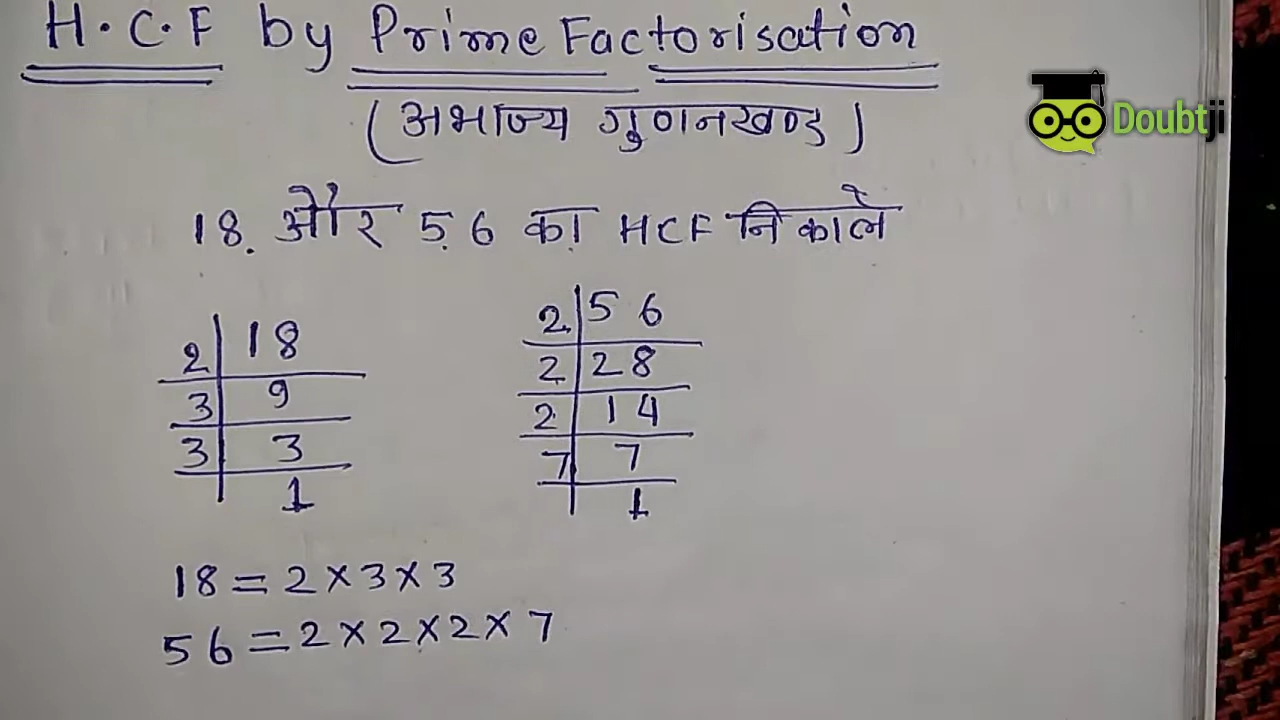 H.C.F by Prime Factorisation
(अभाज्य गुणनखण्ड)
Doubtji
18 और 56 का HCF निकाले
2 | 18
3 | 9
3 | 3
1
2 | 56
2 | 28
2 | 14
7 | 7
1
18 = 2 × 3 × 3
56 = 2 × 2 × 2 × 7